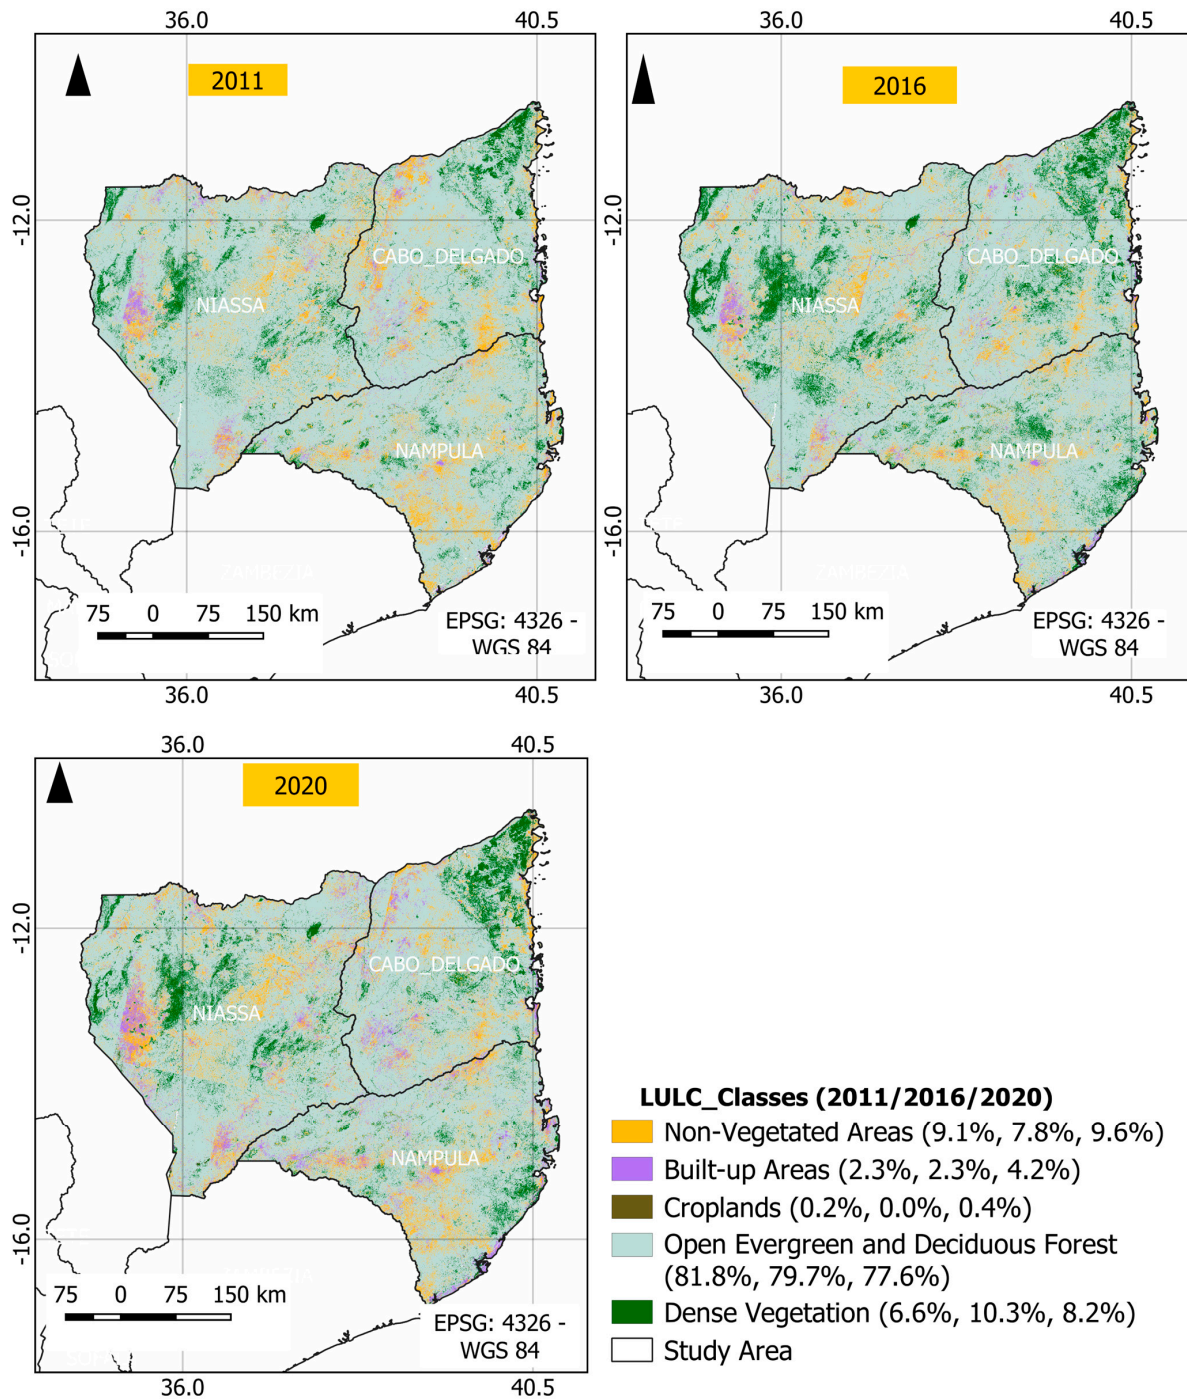 36.0 40.5
2011
-12.0
CABO_DELGADO
NIASSA
NAMPULA
-16.0
ZAMBEZIA
75 0 75 150 km
EPSG: 4326 -
WGS 84
36.0 40.5
36.0 40.5
2016
-12.0
CABO_DELGADO
NIASSA
NAMPULA
-16.0
ZAMBEZIA
75 0 75 150 km
EPSG: 4326 -
WGS 84
36.0 40.5
36.0 40.5
2020
-12.0
CABO_DELGADO
NIASSA
NAMPULA
-16.0
75 0 75 150 km
EPSG: 4326 -
WGS 84
36.0 40.5
LULC_Classes (2011/2016/2020)
Non-Vegetated Areas (9.1%, 7.8%, 9.6%)
Built-up Areas (2.3%, 2.3%, 4.2%)
Croplands (0.2%, 0.0%, 0.4%)
Open Evergreen and Deciduous Forest
(81.8%, 79.7%, 77.6%)
Dense Vegetation (6.6%, 10.3%, 8.2%)
Study Area